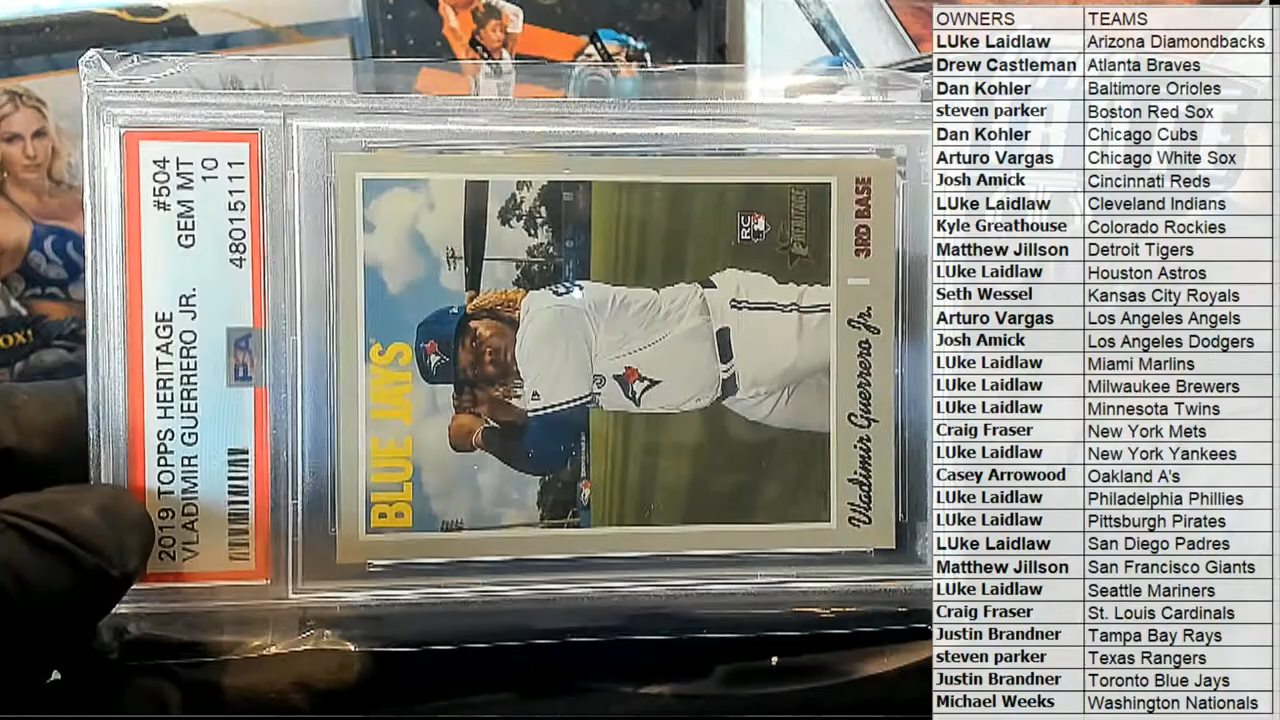 2019 TOPPS HERITAGE #504
VLADIMIR GUERRERO JR. GEM MT
10
PSA
48015111
BLUE JAYS
RC
HERITAGE
Vladimir Guerrero Jr. 3RD BASE
OX!
OWNERS TEAMS
LUke Laidlaw Arizona Diamondbacks
Drew Castleman Atlanta Braves
Dan Kohler Baltimore Orioles
steven parker Boston Red Sox
Dan Kohler Chicago Cubs
Arturo Vargas Chicago White Sox
Josh Amick Cincinnati Reds
LUke Laidlaw Cleveland Indians
Kyle Greathouse Colorado Rockies
Matthew Jillson Detroit Tigers
LUke Laidlaw Houston Astros
Seth Wessel Kansas City Royals
Arturo Vargas Los Angeles Angels
Josh Amick Los Angeles Dodgers
LUke Laidlaw Miami Marlins
LUke Laidlaw Milwaukee Brewers
LUke Laidlaw Minnesota Twins
Craig Fraser New York Mets
LUke Laidlaw New York Yankees
Casey Arrowood Oakland A's
LUke Laidlaw Philadelphia Phillies
LUke Laidlaw Pittsburgh Pirates
LUke Laidlaw San Diego Padres
Matthew Jillson San Francisco Giants
LUke Laidlaw Seattle Mariners
Craig Fraser St. Louis Cardinals
Justin Brandner Tampa Bay Rays
steven parker Texas Rangers
Justin Brandner Toronto Blue Jays
Michael Weeks Washington Nationals